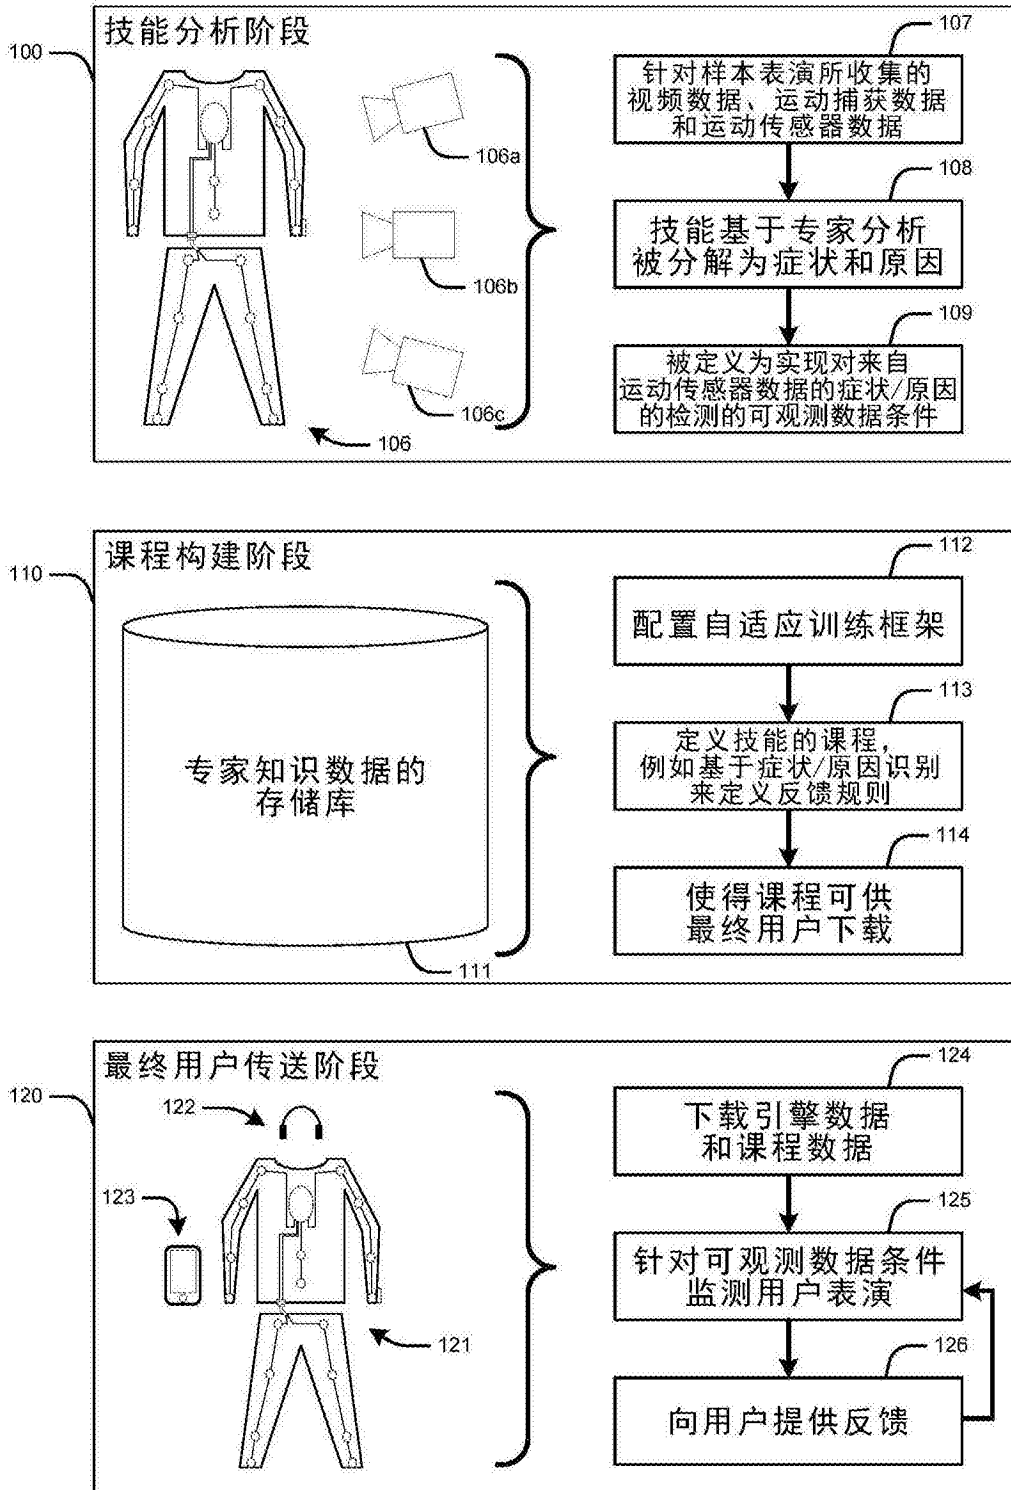 技能分析阶段
100
106a
106b
106c
106
107
针对样本表演所收集的
视频数据、运动捕获数据
和运动传感器数据
108
技能基于专家分析
被分解为症状和原因
109
被定义为实现对来自
运动传感器数据的症状/原因
的检测的可观测数据条件
课程构建阶段
110
专家知识数据的
存储库
111
112
配置自适应训练框架
113
定义技能的课程,
例如基于症状/原因识别
来定义反馈规则
114
使得课程可供
最终用户下载
最终用户传送阶段
120
122
123
121
124
下载引擎数据
和课程数据
125
针对可观测数据条件
监测用户表演
126
向用户提供反馈